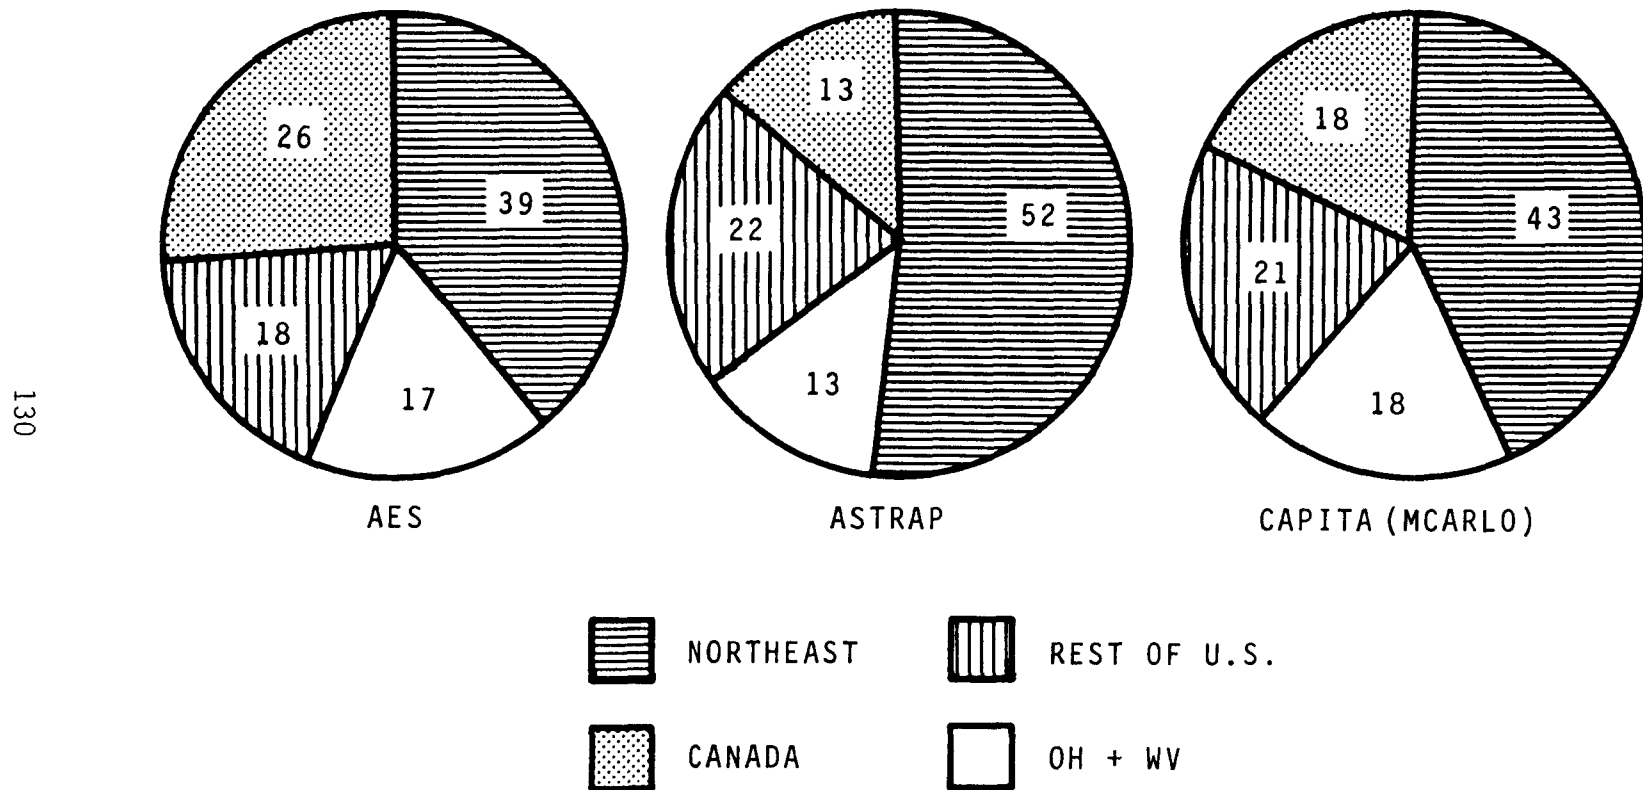 26
39
18
17
AES
13
52
22
13
ASTRAP
18
43
21
18
CAPITA (MCARLO)
NORTHEAST
REST OF U.S.
CANADA
OH + WV
130